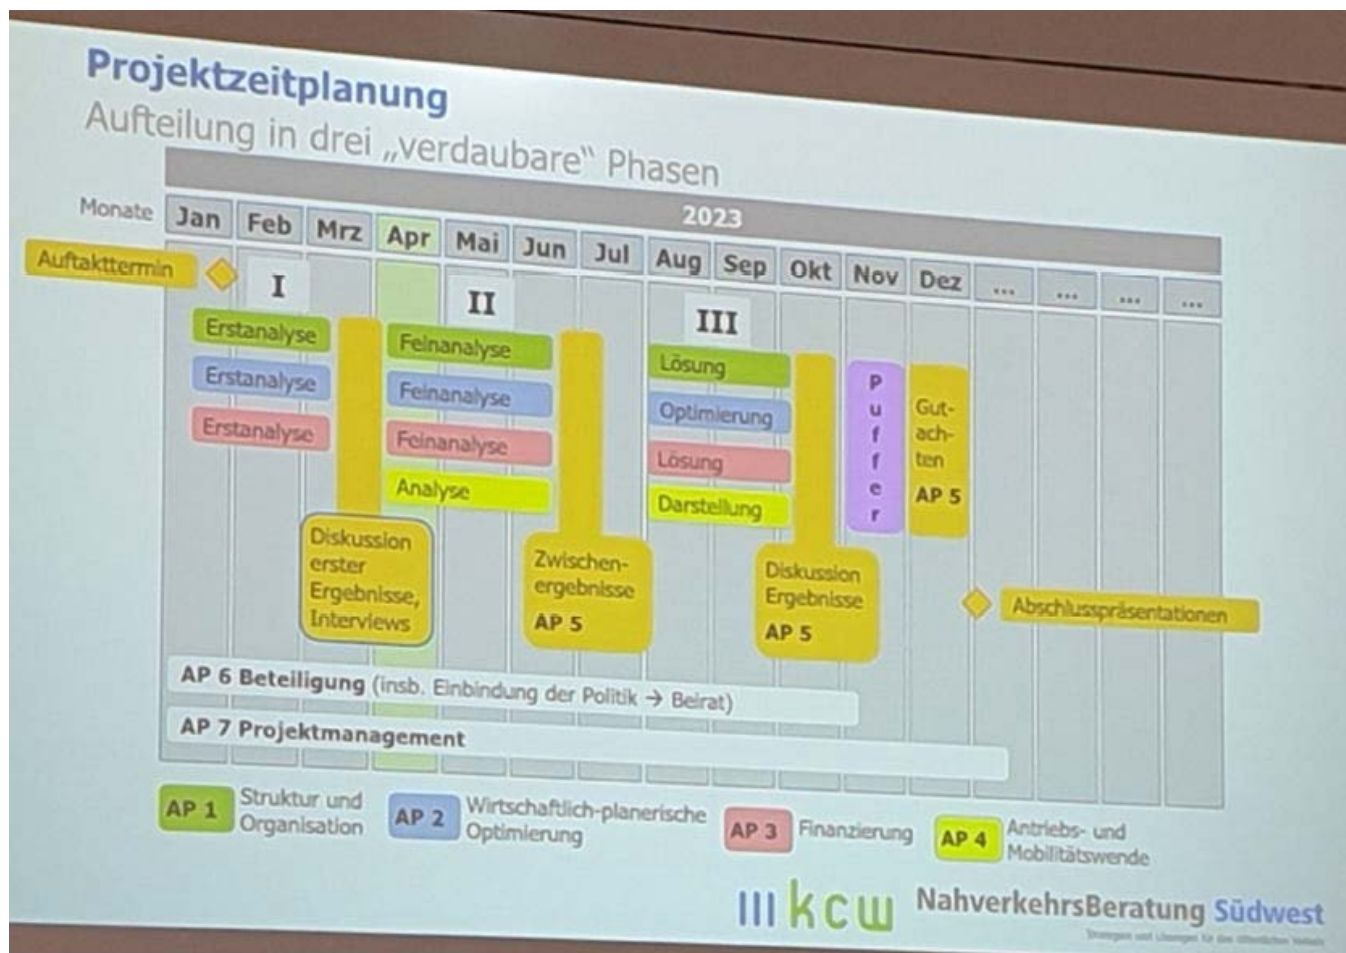 Projektzeitplanung
Aufteilung in drei „verdaubare“ Phasen
2023
Monate Jan Feb Mrz Apr Mai Jun Jul Aug Sep Okt Nov Dez ... ... ... ...
Auftakttermin
I
II
III
Erstanalyse
Erstanalyse
Erstanalyse
Feinanalyse
Feinanalyse
Feinanalyse
Analyse
Lösung
Optimierung
Lösung
Darstellung
P
u
f
f
e
r
Gut-
ach-
ten
AP 5
Diskussion
erster
Ergebnisse,
Interviews
Zwischen-
ergebnisse
AP 5
Diskussion
Ergebnisse
AP 5
Abschlusspräsentationen
AP 6 Beteiligung (insb. Einbindung der Politik → Beirat)
AP 7 Projektmanagement
AP 1 Struktur und
Organisation
AP 2 Wirtschaftlich-planerische
Optimierung
AP 3 Finanzierung
AP 4 Antriebs- und
Mobilitätswende
kcw
NahverkehrsBeratung Südwest